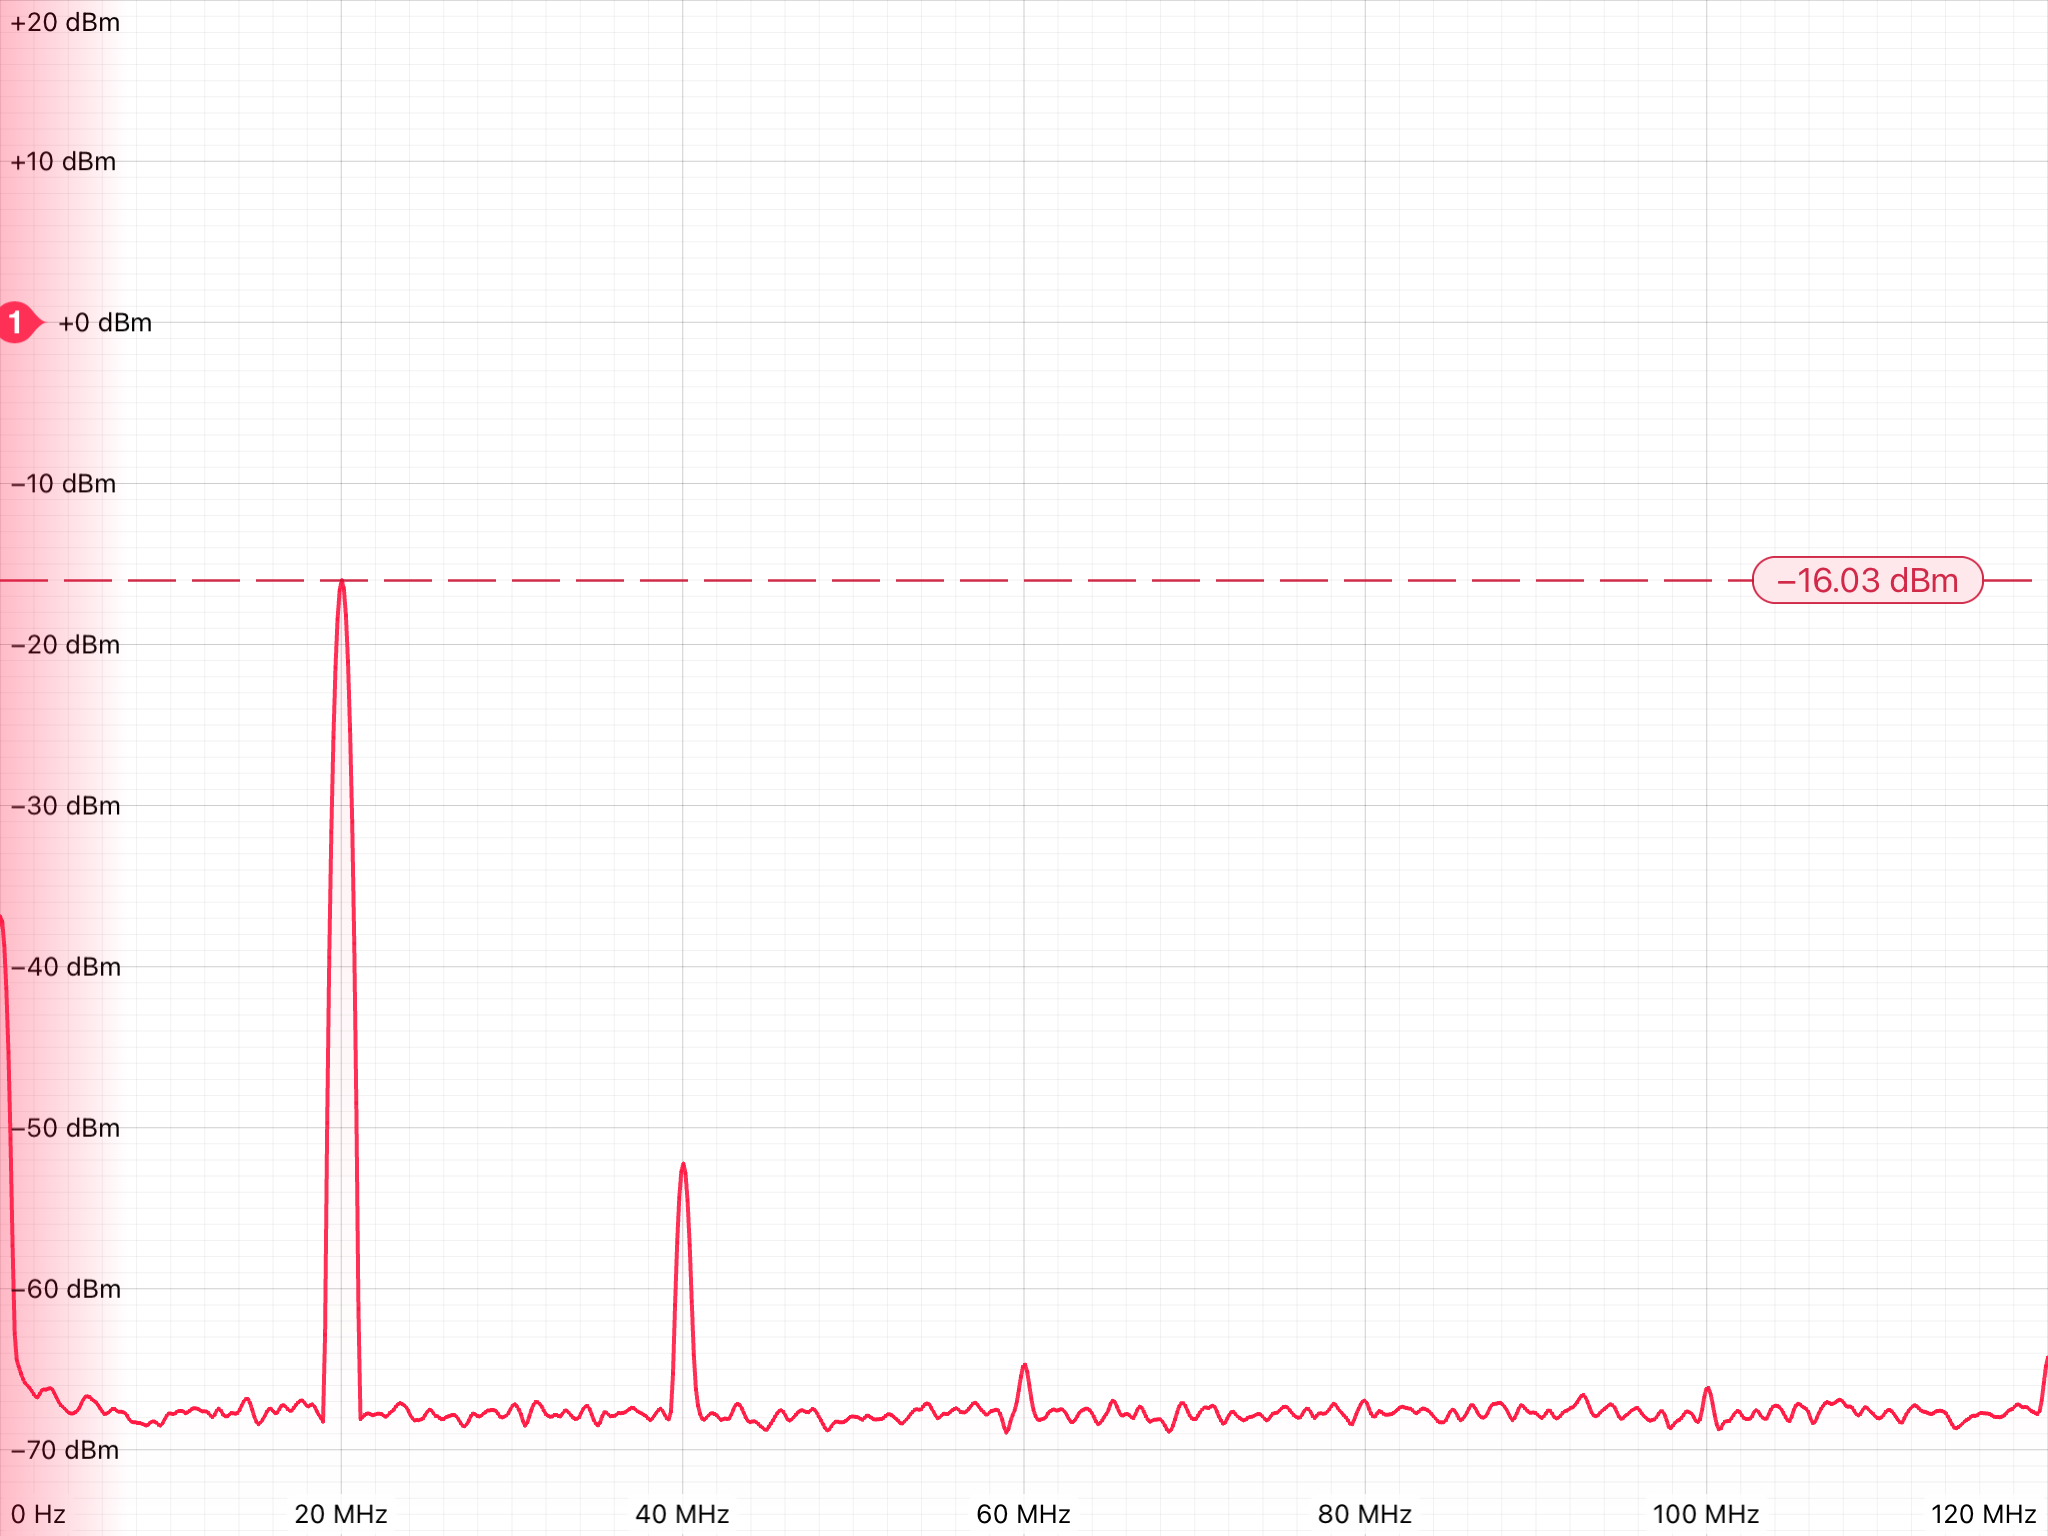 +20 dBm
+10 dBm
1 +0 dBm
−10 dBm
−16.03 dBm
−20 dBm
−30 dBm
−40 dBm
−50 dBm
−60 dBm
−70 dBm
0 Hz 20 MHz 40 MHz 60 MHz 80 MHz 100 MHz 120 MHz